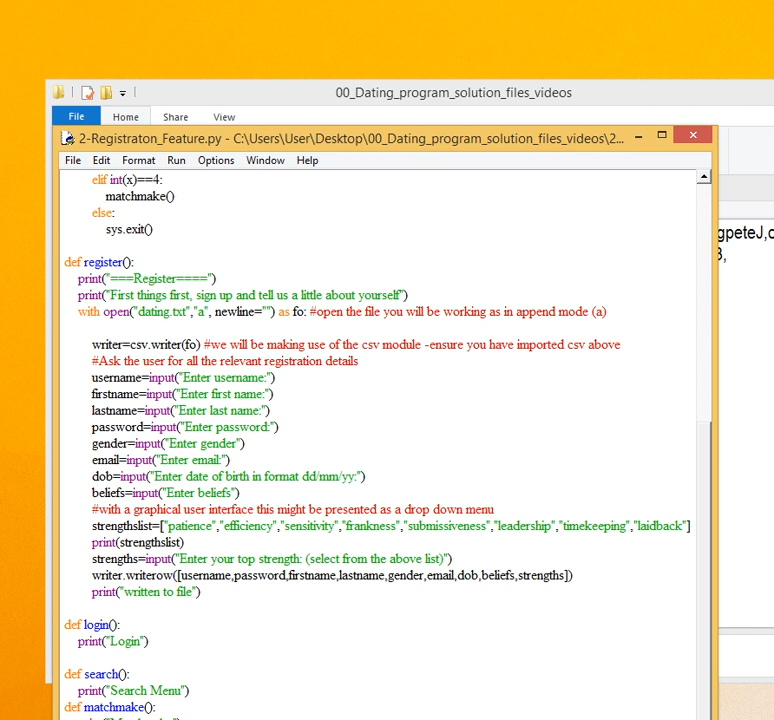 00_Dating_program_solution_files_videos
File Home Share View
2-Registraton_Feature.py - C:\Users\User\Desktop\00_Dating_program_solution_files_videos\2...
File Edit Format Run Options Window Help
elif int(x)==4:
matchmake()
else:
sys.exit()
def register():
print("===Register====")
print("First things first, sign up and tell us a little about yourself")
with open("dating.txt","a", newline="") as fo: #open the file you will be working as in append mode (a)
writer=csv.writer(fo) #we will be making use of the csv module -ensure you have imported csv above
#Ask the user for all the relevant registration details
username=input("Enter username:")
firstname=input("Enter first name:")
lastname=input("Enter last name:")
password=input("Enter password:")
gender=input("Enter gender")
email=input("Enter email:")
dob=input("Enter date of birth in format dd/mm/yy:")
beliefs=input("Enter beliefs")
#with a graphical user interface this might be presented as a drop down menu
strengthslist=["patience","efficiency","sensitivity","frankness","submissiveness","leadership","timekeeping","laidback"]
print(strengthslist)
strengths=input("Enter your top strength: (select from the above list)")
writer.writerow([username,password,firstname,lastname,gender,email,dob,beliefs,strengths])
print("written to file")
def login():
print("Login")
def search():
print("Search Menu")
def matchmake():
gpeteJ,